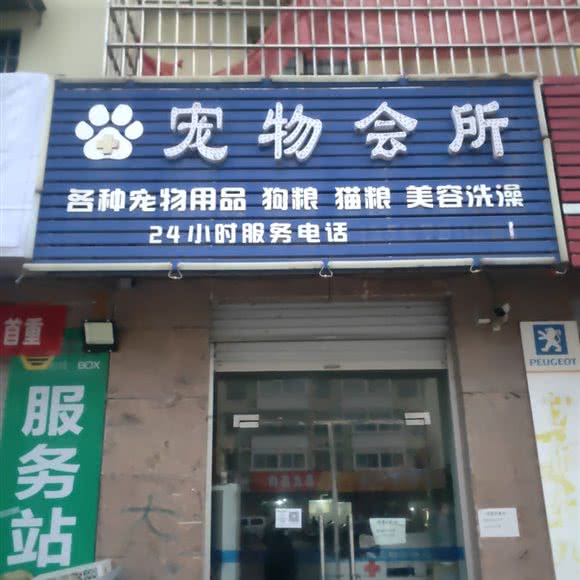 宠物会所
各种宠物用品 狗粮 猫粮 美容洗澡
24小时服务电话
首重
BOX
服务站
PEUGEOT